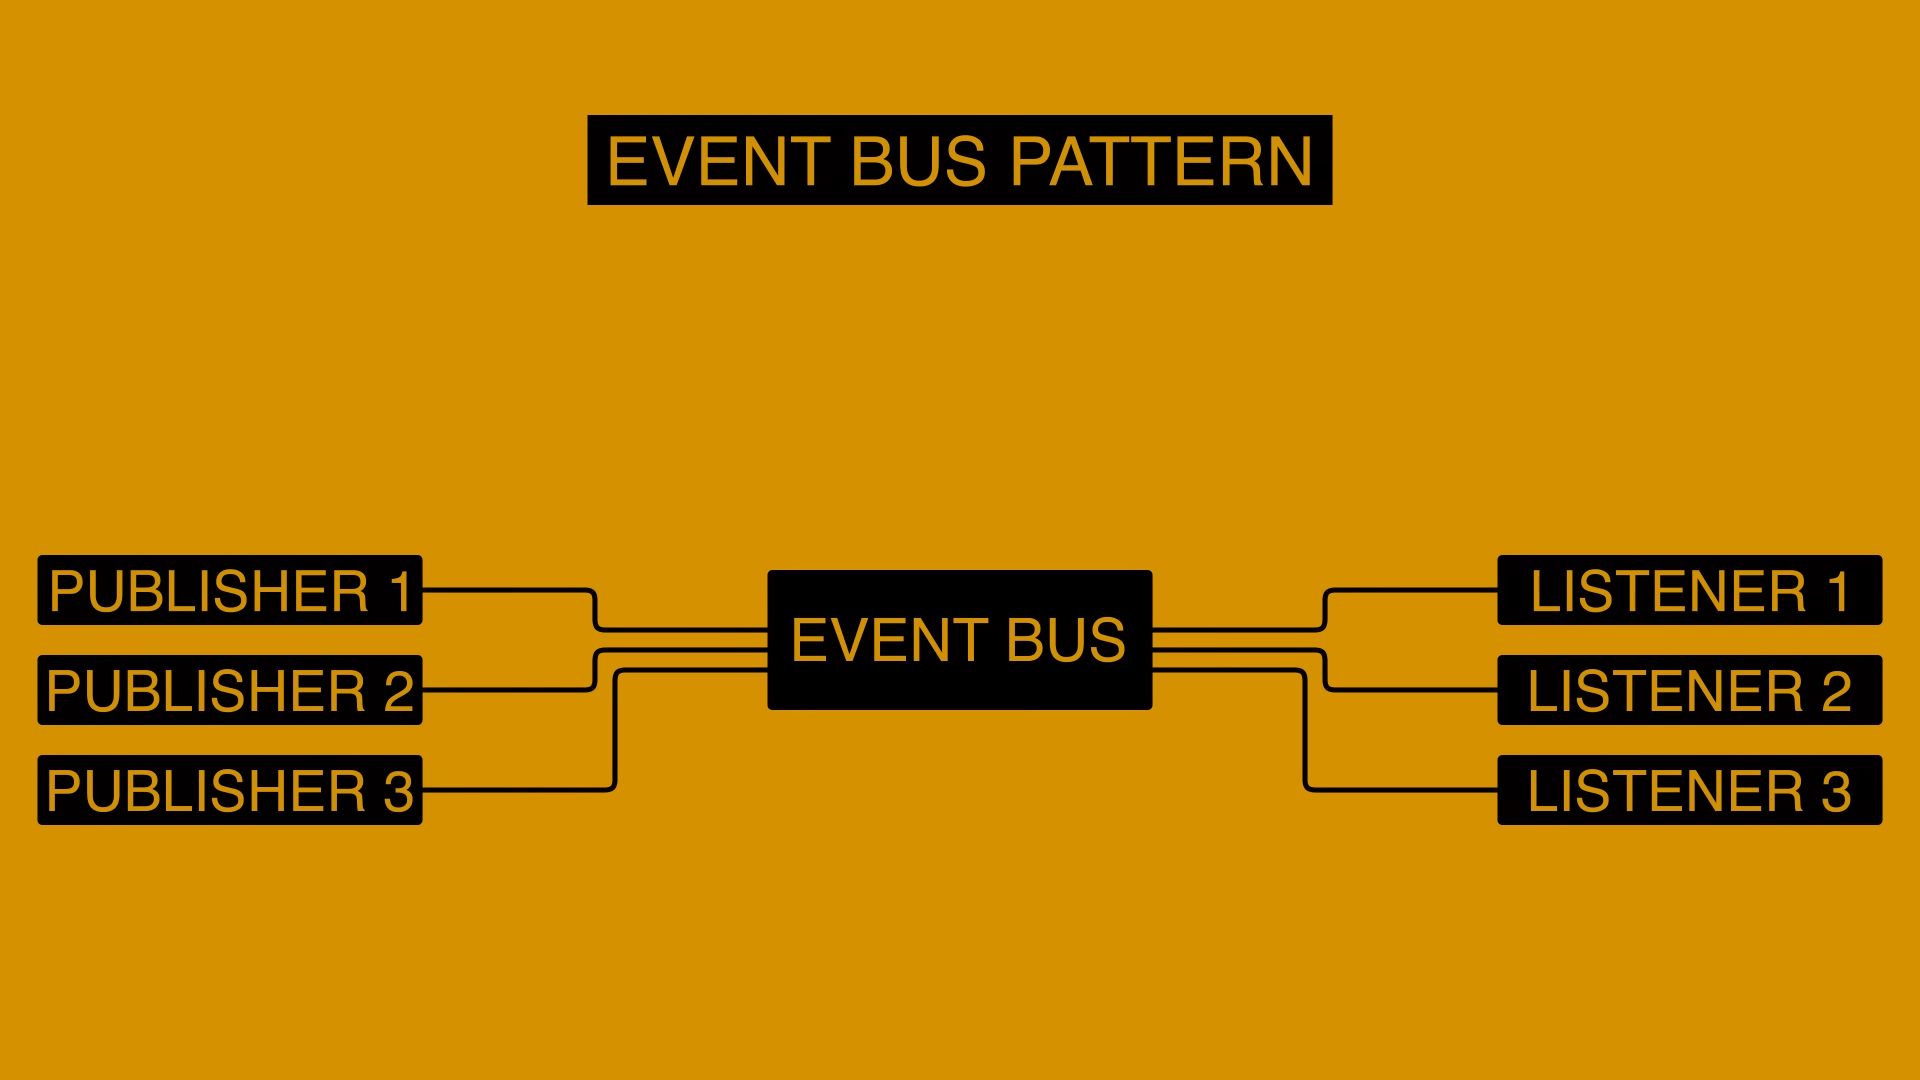 EVENT BUS PATTERN
PUBLISHER 1
PUBLISHER 2
PUBLISHER 3
EVENT BUS
LISTENER 1
LISTENER 2
LISTENER 3